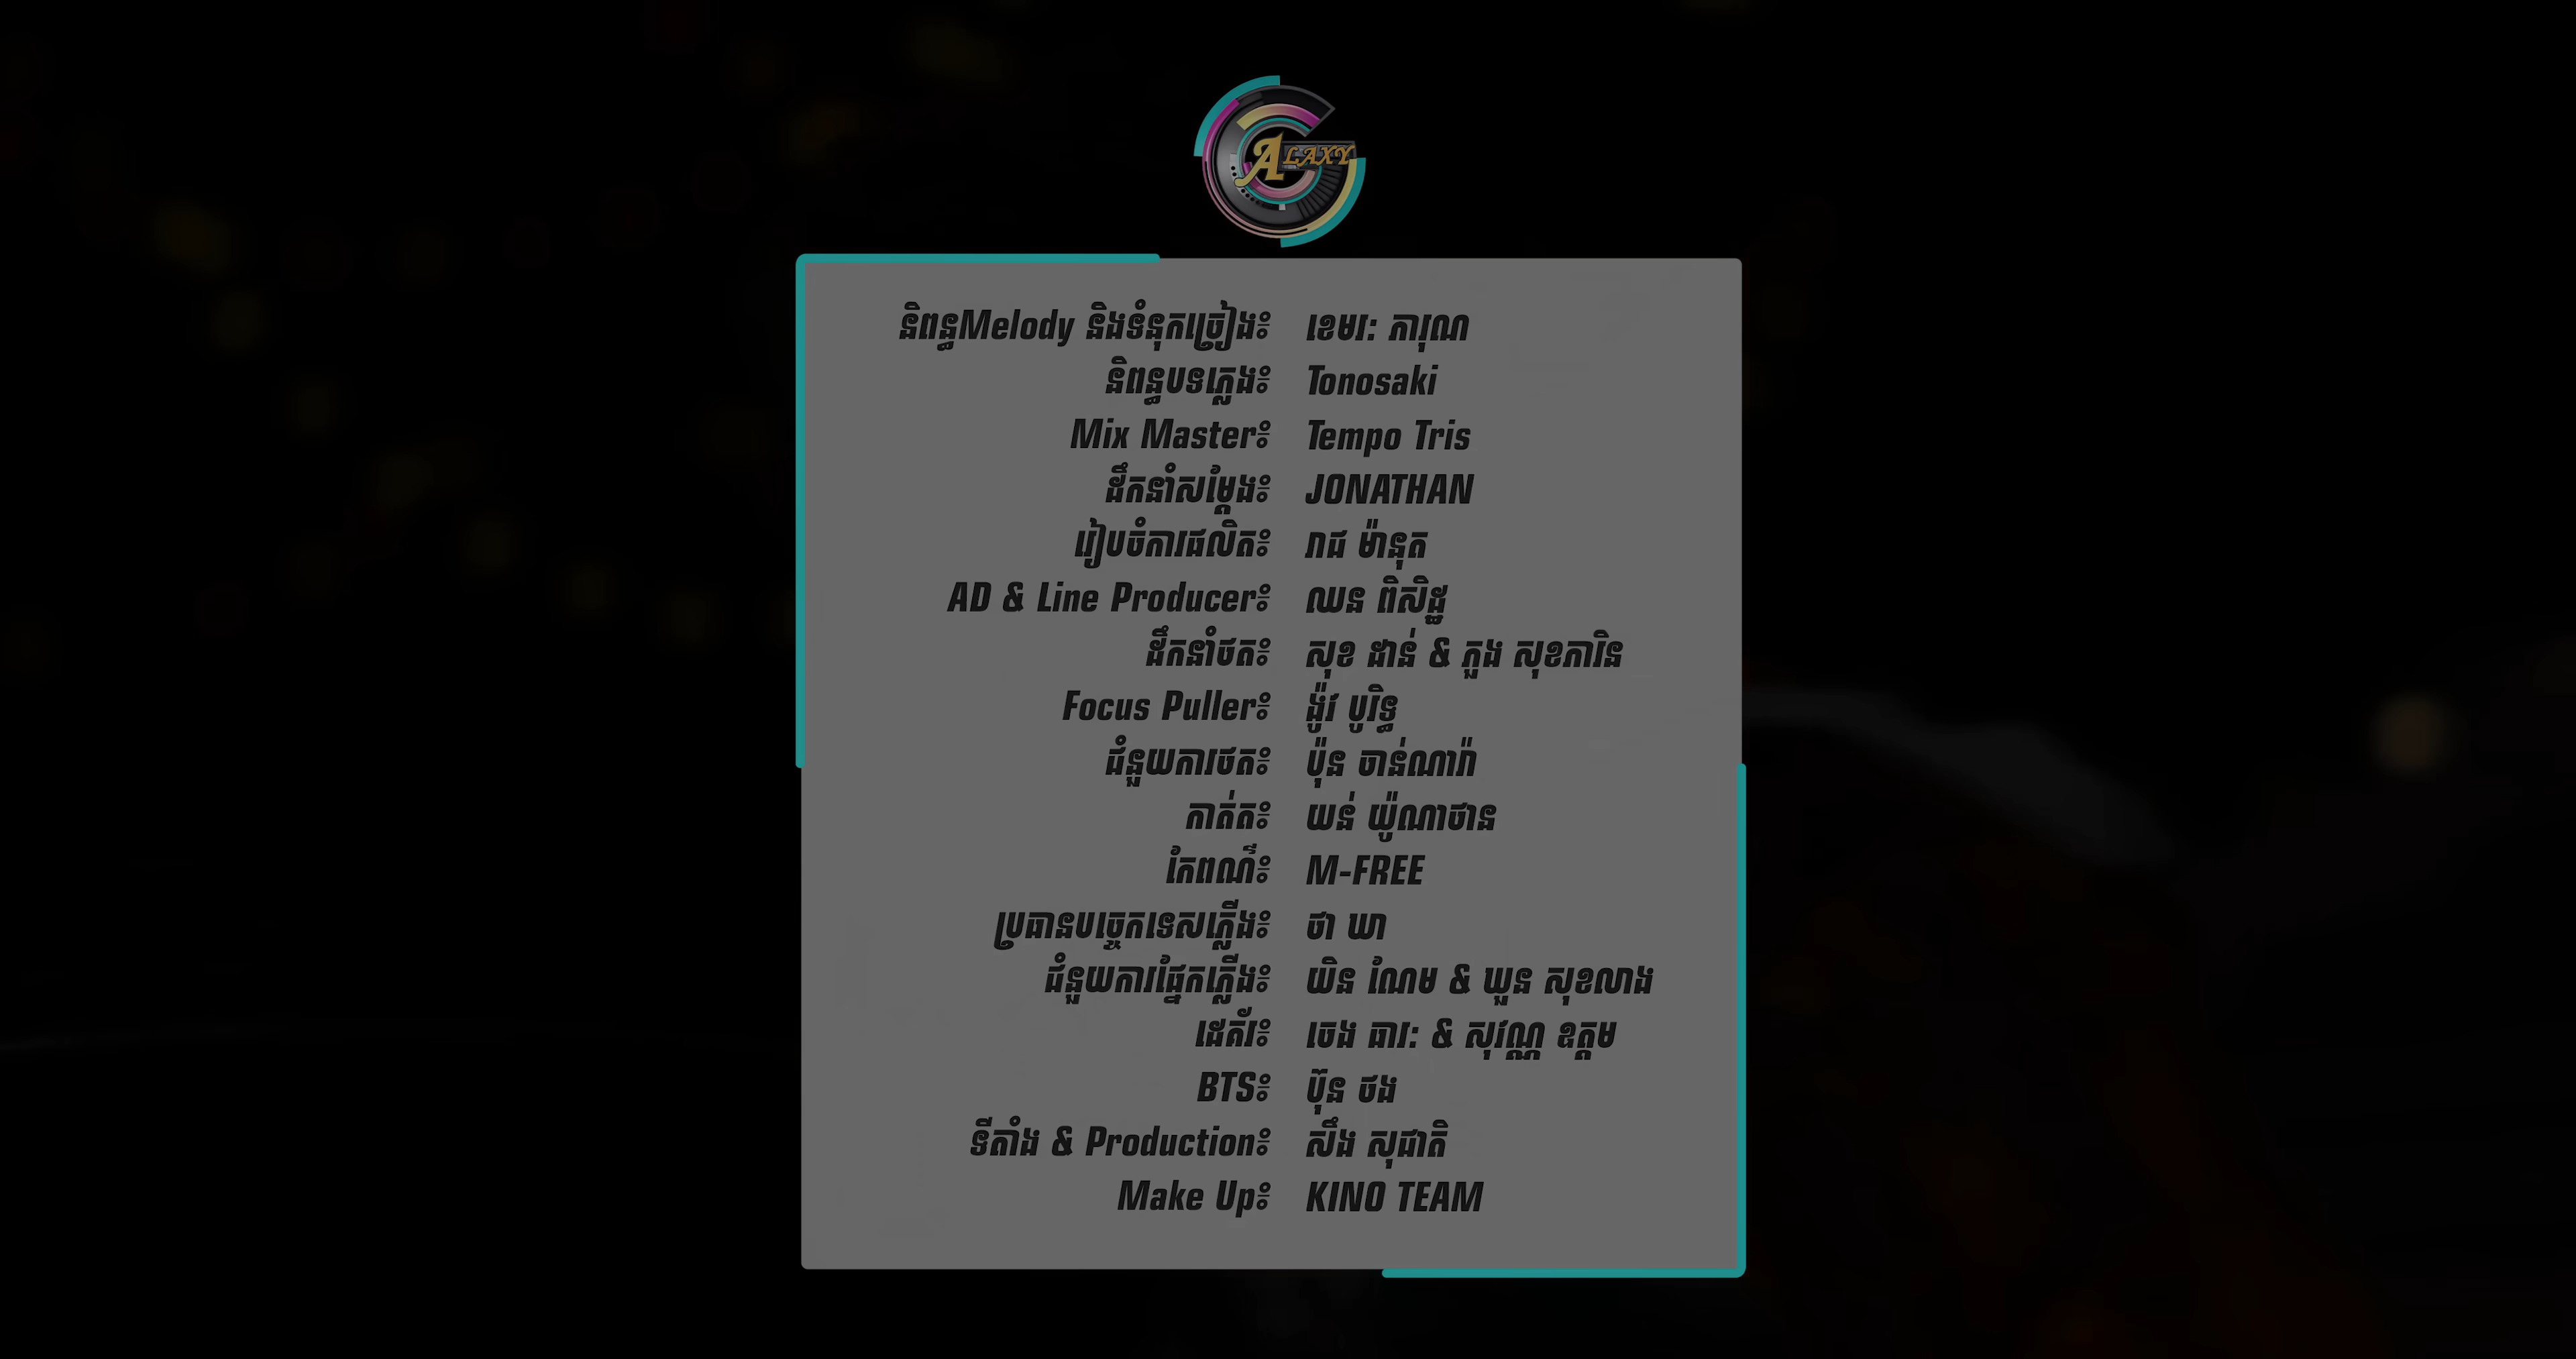 GALAXY
និពន្ធMelody និងទំនុកច្រៀង៖ ខេមរៈ ភារុណ
និពន្ធបទភ្លេង៖ Tonosaki
Mix Master៖ Tempo Tris
ដឹកនាំសម្ដែង៖ JONATHAN
រៀបចំការផលិត៖ រាជ ម៉ានុត
AD & Line Producer៖ ឈន ពិសិដ្ឋ
ដឹកនាំថត៖ សុខ ដាន់ & ភួង សុខការិន
Focus Puller៖ ង៉ូវ បូរិទ្ធ
ជំនួយការថត៖ ប៉ុន ចាន់ណារ៉ា
កាត់ត៖ យន់ យ៉ូណាថាន
កែពណ៌៖ M-FREE
ប្រធានបច្ចេកទេសភ្លើង៖ ថា ឃា
ជំនួយការផ្នែកភ្លើង៖ យិន ណែម & ឃួន សុខលាង
ដេគ័រ៖ ចេង ធារៈ & សុវណ្ណ ឧត្តម
BTS៖ ប៊ុន ថង
ទីតាំង & Production៖ សឹង សុជាតិ
Make Up៖ KINO TEAM